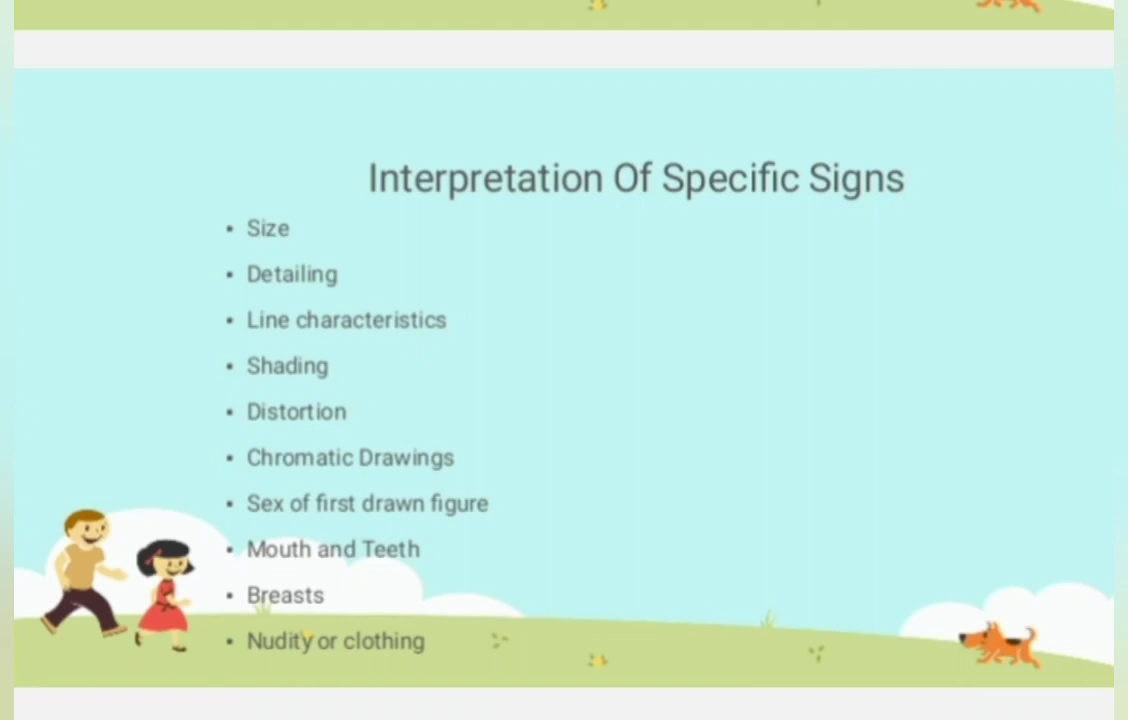 Interpretation Of Specific Signs
• Size
• Detailing
• Line characteristics
• Shading
• Distortion
• Chromatic Drawings
• Sex of first drawn figure
• Mouth and Teeth
• Breasts
• Nudity or clothing